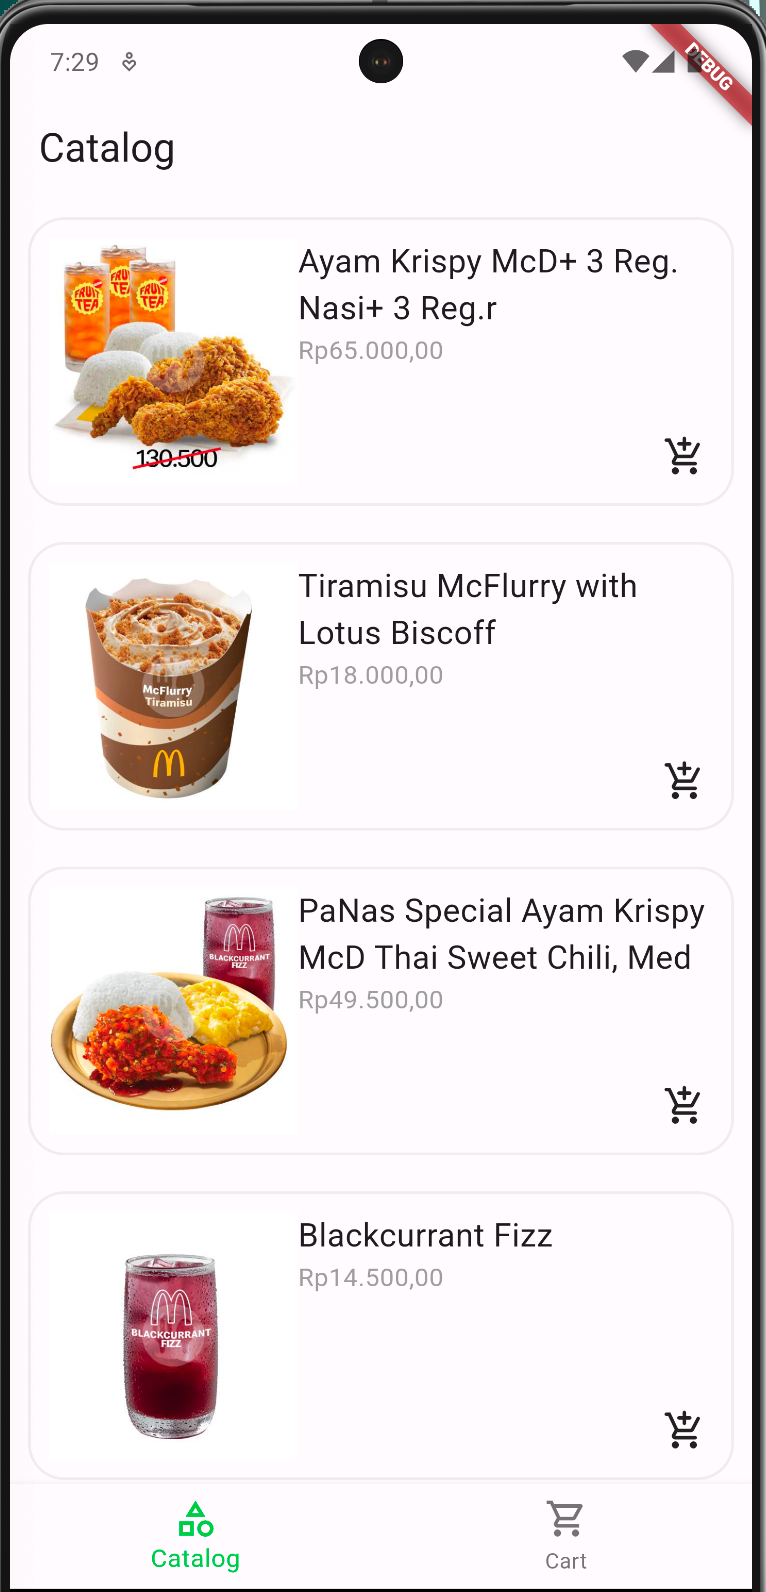 7:29
DEBUG
Catalog
FRUIT
TEA
FRUIT
TEA
Ayam Krispy McD+ 3 Reg.
Nasi+ 3 Reg.r
Rp65.000,00
130.500
Tiramisu McFlurry with
Lotus Biscoff
Rp18.000,00
McFlurry
Tiramisu
PaNas Special Ayam Krispy
McD Thai Sweet Chili, Med
Rp49.500,00
BLACKCURRANT
FIZZ
Blackcurrant Fizz
Rp14.500,00
BLACKCURRANT
FIZZ
Catalog
Cart